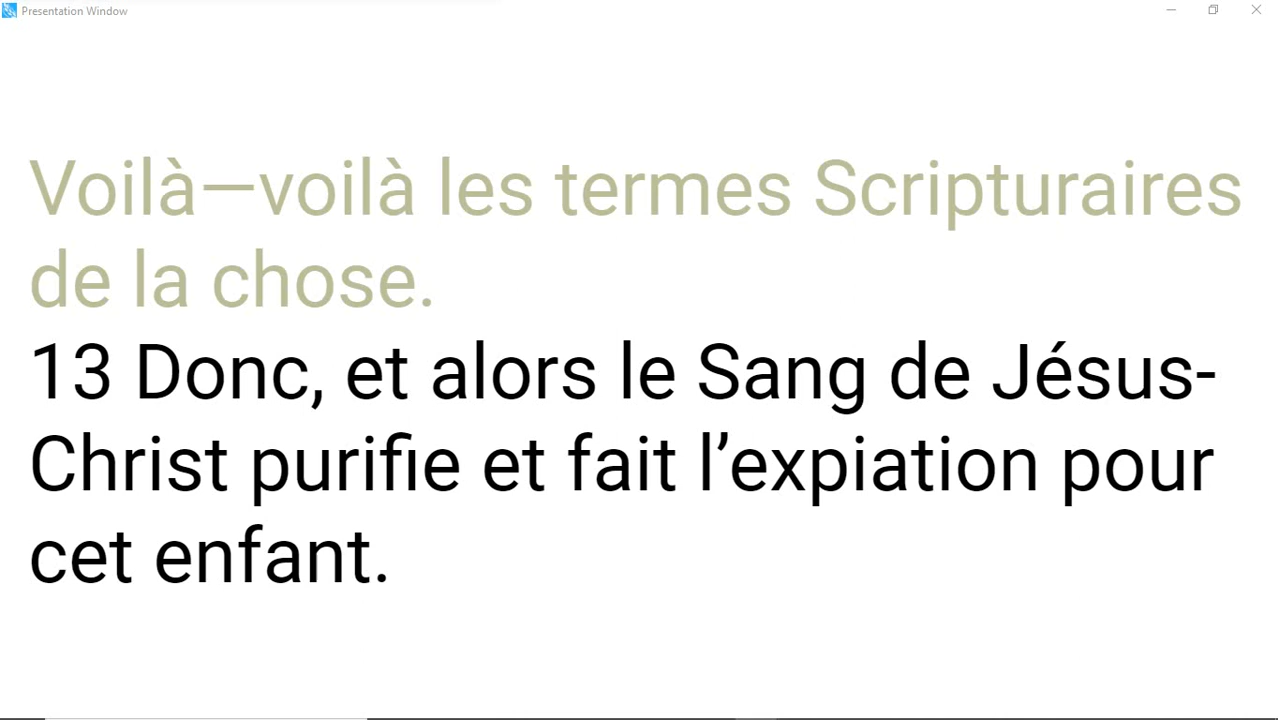 Presentation Window
Voilà—voilà les termes Scripturaires
de la chose.
13 Donc, et alors le Sang de Jésus-
Christ purifie et fait l’expiation pour
cet enfant.